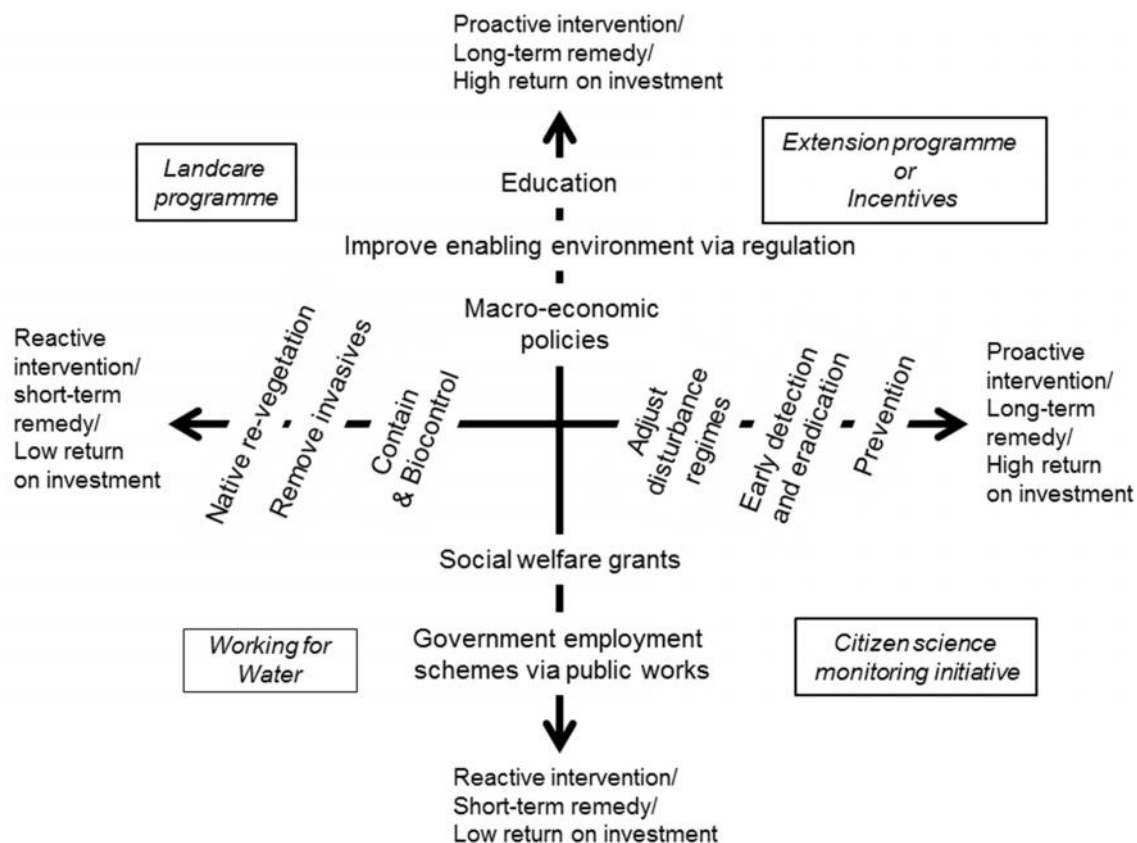 Proactive intervention/
Long-term remedy/
High return on investment
Landcare
programme
Extension programme
or
Incentives
Education
Improve enabling environment via regulation
Macro-economic
policies
Reactive
intervention/
short-term
remedy/
Low return
on investment
Native re-vegetation
Remove invasives
Contain
& Biocontrol
Adjust
disturbance
regimes
Early detection
and eradication
Prevention
Proactive
intervention/
Long-term
remedy/
High return
on investment
Social welfare grants
Working for
Water
Government employment
schemes via public works
Citizen science
monitoring initiative
Reactive intervention/
Short-term remedy/
Low return on investment